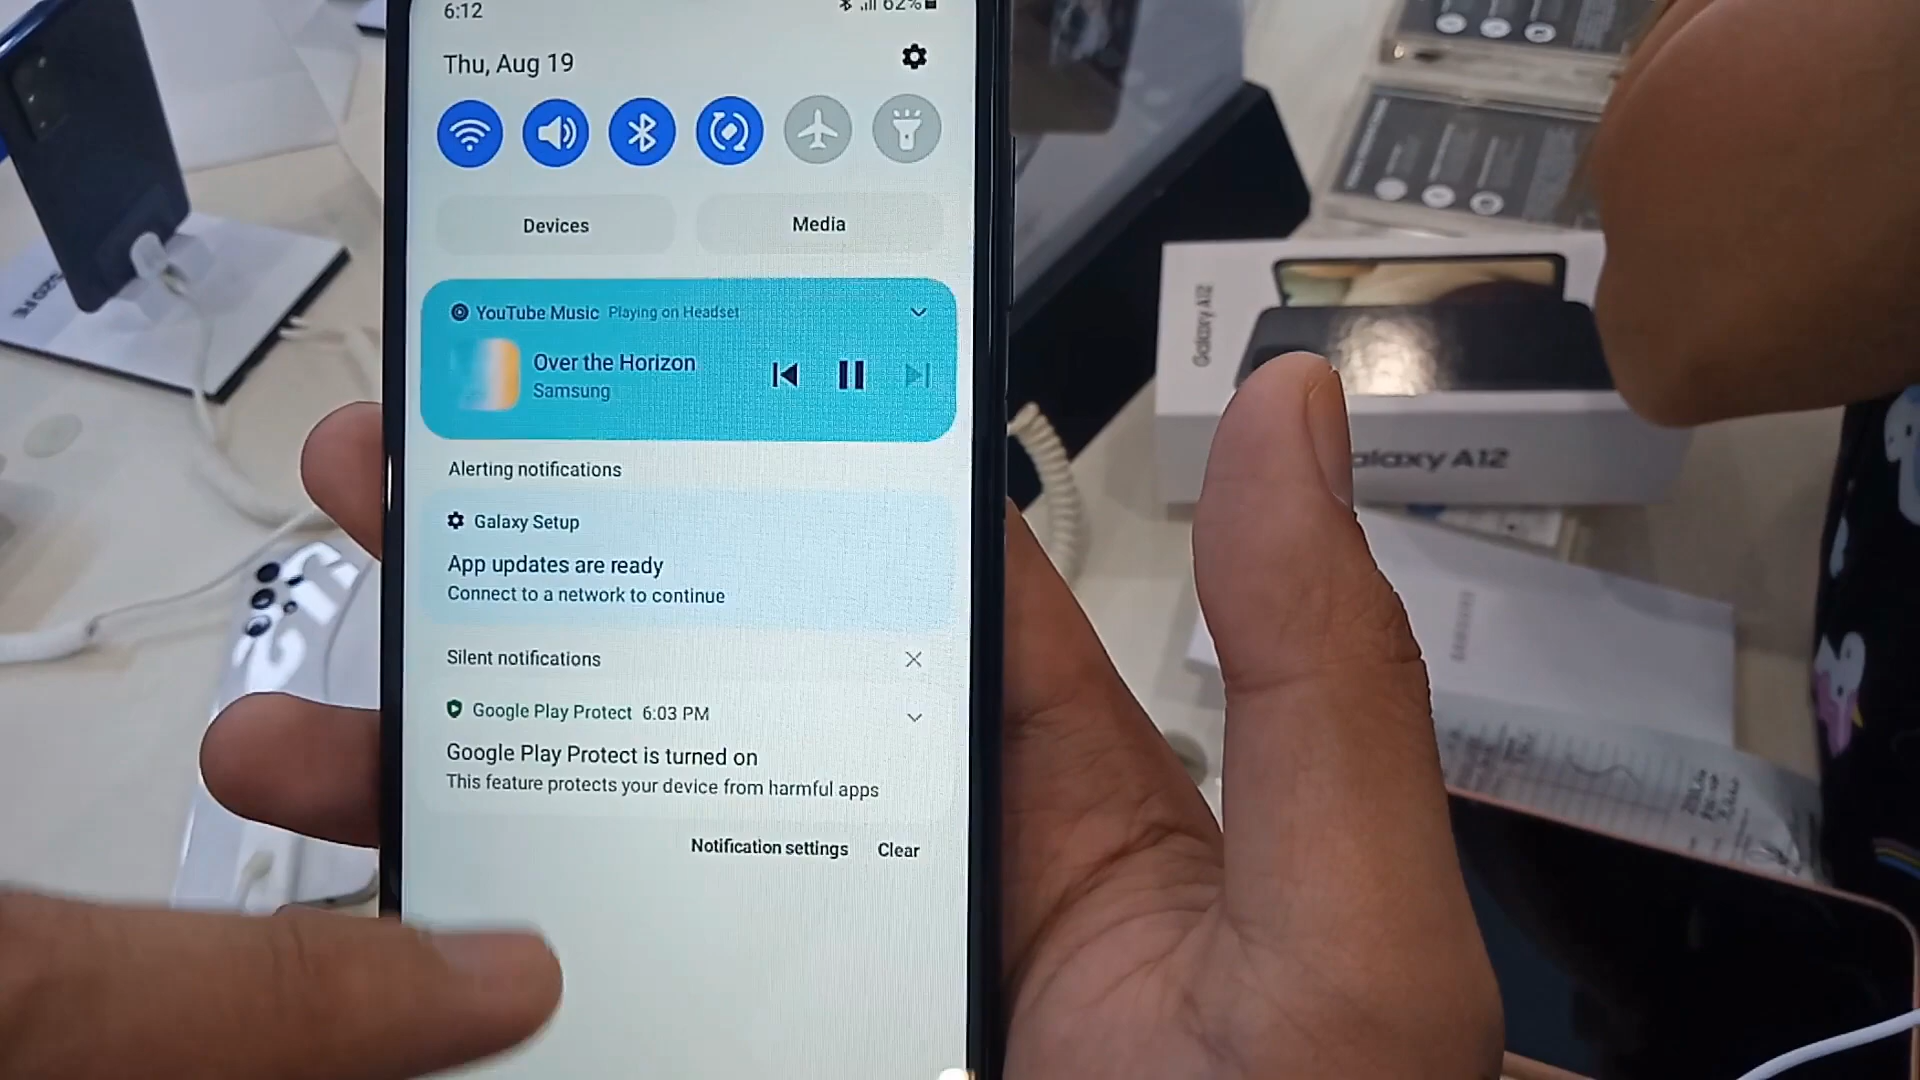 6:12
62%
Thu, Aug 19
Devices
Media
YouTube Music Playing on Headset
Over the Horizon
Samsung
Alerting notifications
Galaxy Setup
App updates are ready
Connect to a network to continue
Silent notifications
Google Play Protect 6:03 PM
Google Play Protect is turned on
This feature protects your device from harmful apps
Notification settings
Clear
Galaxy A12
alaxy A12
SAMSUNG